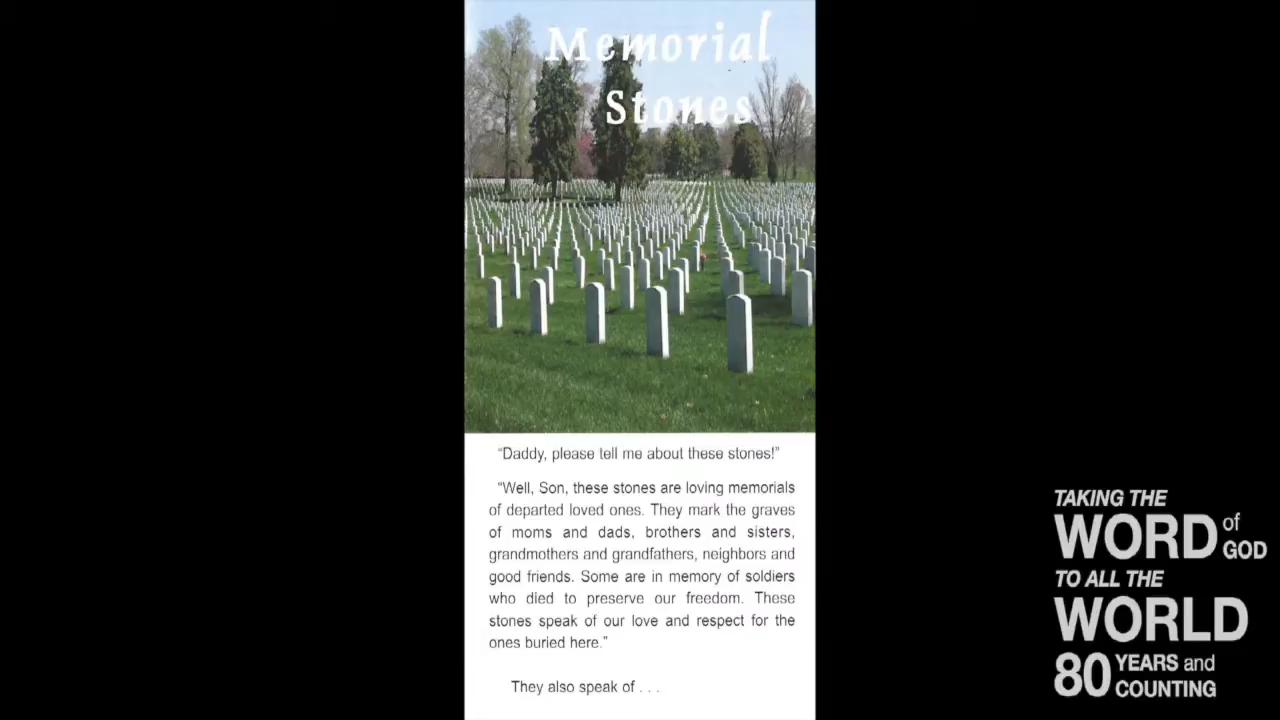 Memorial
Stones
“Daddy, please tell me about these stones!”
“Well, Son, these stones are loving memorials
of departed loved ones. They mark the graves
of moms and dads, brothers and sisters,
grandmothers and grandfathers, neighbors and
good friends. Some are in memory of soldiers
who died to preserve our freedom. These
stones speak of our love and respect for the
ones buried here.”
They also speak of . . .
TAKING THE
WORD of GOD
TO ALL THE
WORLD
80 YEARS and
COUNTING